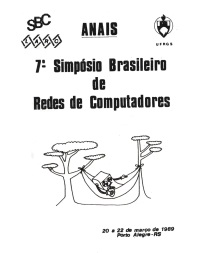 SBC
ANAIS
UFRGS
7º Simpósio Brasileiro
de
Redes de Computadores
20 a 22 de março de 1989
Porto Alegre-RS